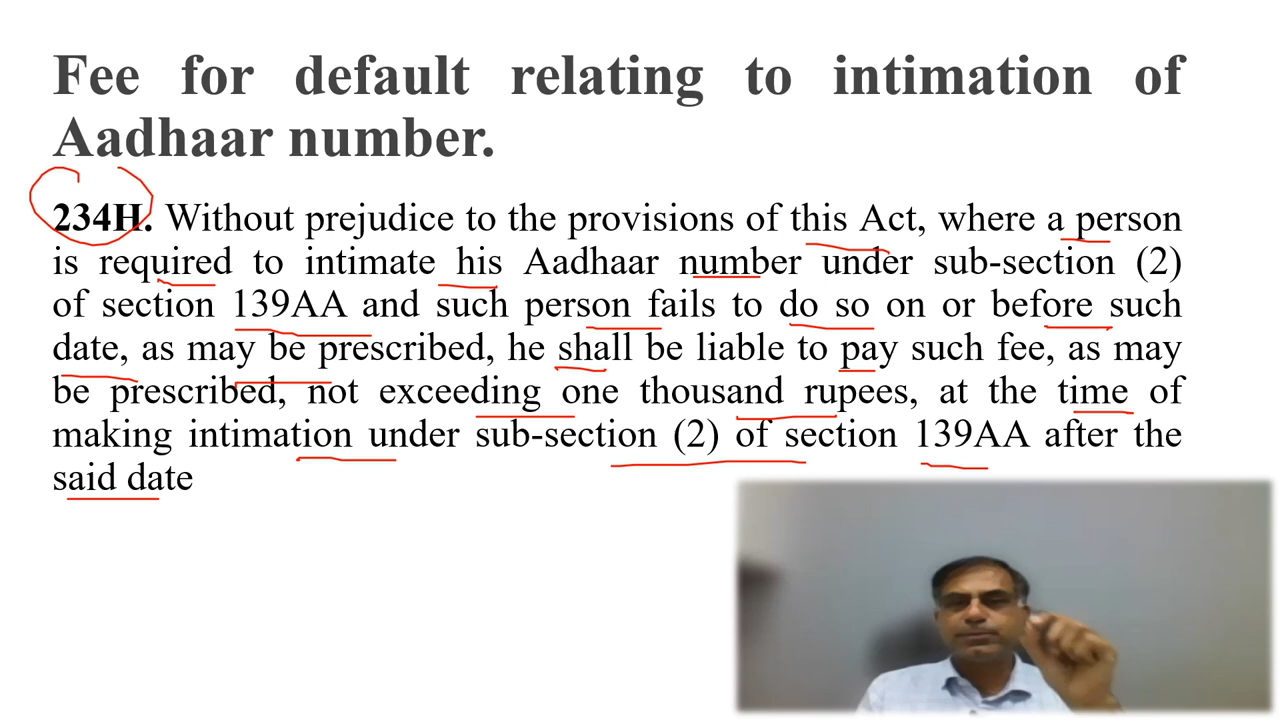 Fee for default relating to intimation of
Aadhaar number.
234H. Without prejudice to the provisions of this Act, where a person
is required to intimate his Aadhaar number under sub-section (2)
of section 139AA and such person fails to do so on or before such
date, as may be prescribed, he shall be liable to pay such fee, as may
be prescribed, not exceeding one thousand rupees, at the time of
making intimation under sub-section (2) of section 139AA after the
said date